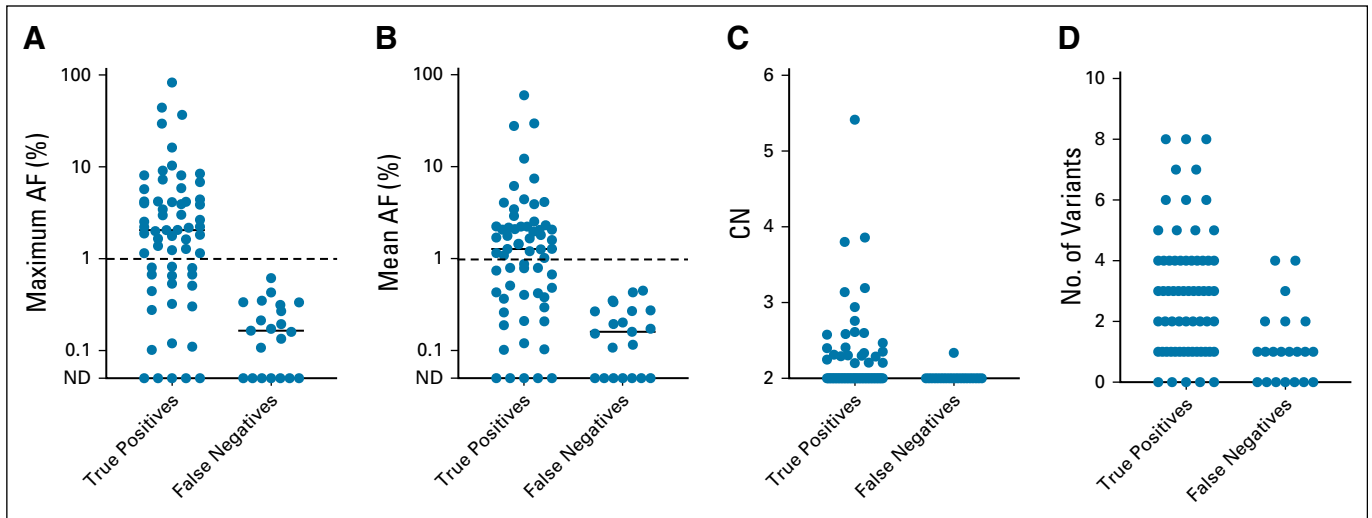 A
Maximum AF (%)
100
10
1
0.1
ND
True Positives
False Negatives
B
Mean AF (%)
100
10
1
0.1
ND
True Positives
False Negatives
C
CN
6
5
4
3
2
True Positives
False Negatives
D
No. of Variants
10
8
6
4
2
0
True Positives
False Negatives